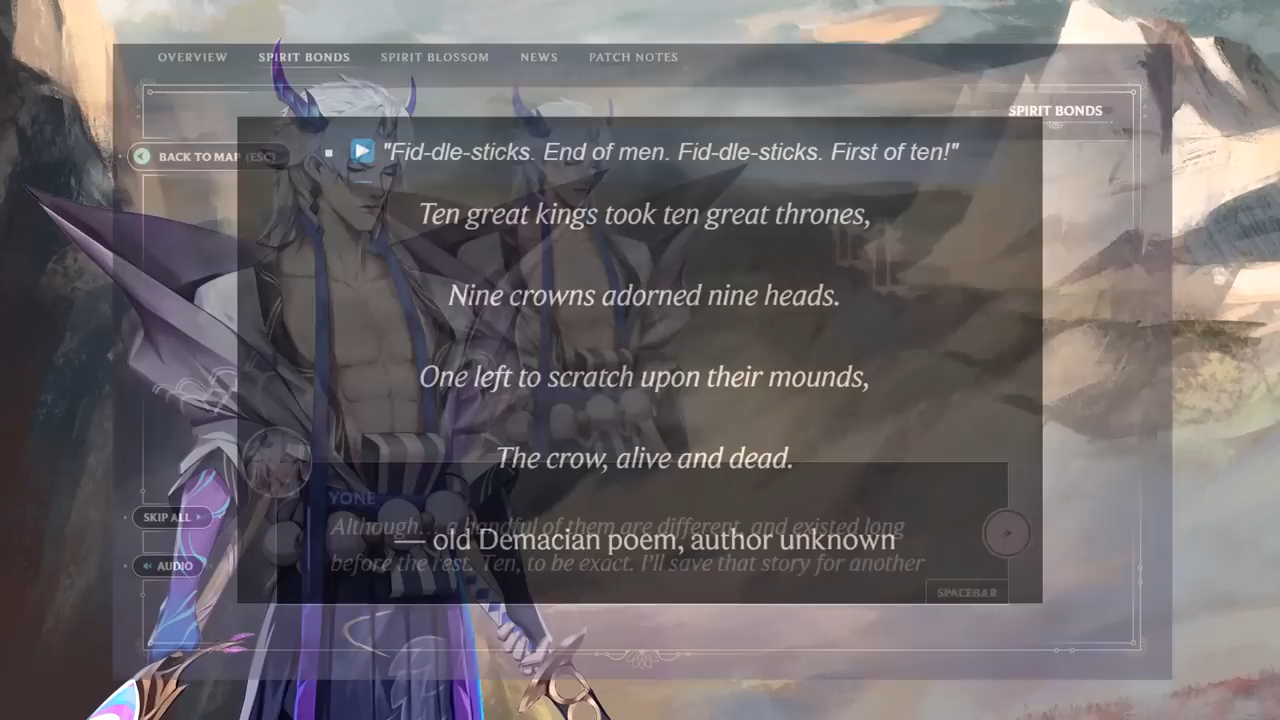 OVERVIEW SPIRIT BONDS SPIRIT BLOSSOM NEWS PATCH NOTES
SPIRIT BONDS
BACK TO MAP (ESC)
"Fid-dle-sticks. End of men. Fid-dle-sticks. First of ten!"
Ten great kings took ten great thrones,
Nine crowns adorned nine heads.
One left to scratch upon their mounds,
The crow, alive and dead.
YONE
SKIP ALL
Although... a handful of them are different, and existed long
— old Demacian poem, author unknown
before the rest. Ten, to be exact. I'll save that story for another
AUDIO
SPACEBAR